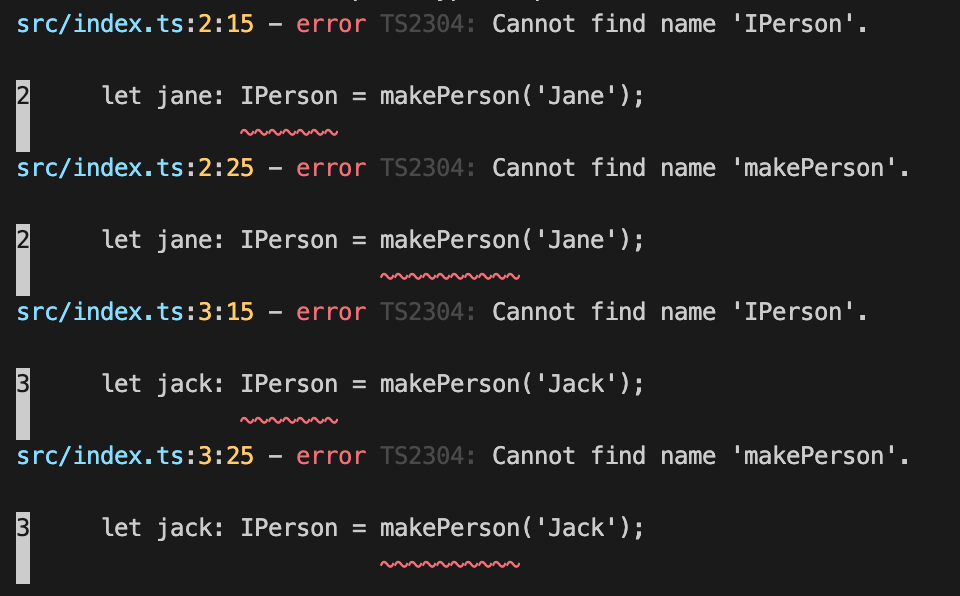 src/index.ts:2:15 - error TS2304: Cannot find name 'IPerson'.
2     let jane: IPerson = makePerson('Jane');
src/index.ts:2:25 - error TS2304: Cannot find name 'makePerson'.
2     let jane: IPerson = makePerson('Jane');
src/index.ts:3:15 - error TS2304: Cannot find name 'IPerson'.
3     let jack: IPerson = makePerson('Jack');
src/index.ts:3:25 - error TS2304: Cannot find name 'makePerson'.
3     let jack: IPerson = makePerson('Jack');